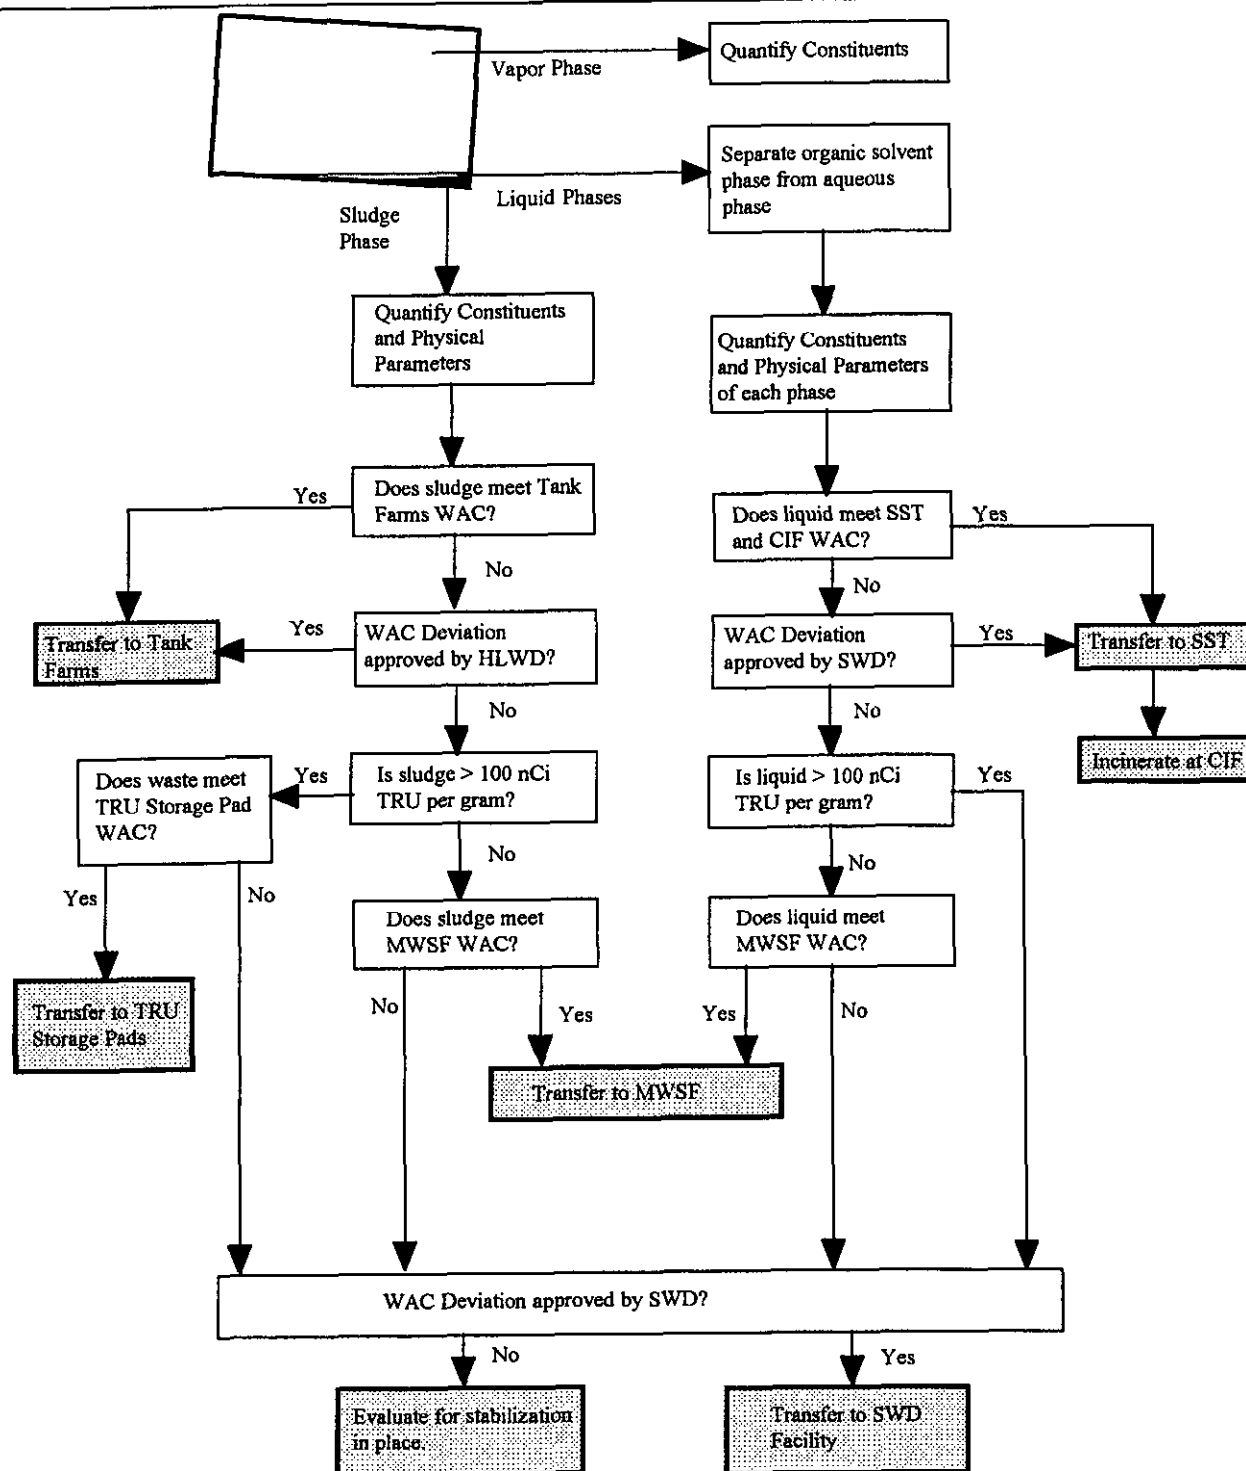 Vapor Phase
Quantify Constituents
Separate organic solvent
phase from aqueous
phase
Liquid Phases
Sludge
Phase
Quantify Constituents
and Physical
Parameters
Quantify Constituents
and Physical Parameters
of each phase
Yes
Does sludge meet Tank
Farms WAC?
Does liquid meet SST
and CIF WAC?
Yes
No
No
Transfer to Tank
Farms
Yes
WAC Deviation
approved by HLWD?
WAC Deviation
approved by SWD?
Yes
Transfer to SST
No
No
Incinerate at CIF
Does waste meet
TRU Storage Pad
WAC?
Yes
Is sludge > 100 nCi
TRU per gram?
Is liquid > 100 nCi
TRU per gram?
Yes
No
No
Yes
No
Does sludge meet
MWSF WAC?
Does liquid meet
MWSF WAC?
Transfer to TRU
Storage Pads
No
Yes
Yes
No
Transfer to MWSF
WAC Deviation approved by SWD?
No
Yes
Evaluate for stabilization
in place.
Transfer to SWD
Facility